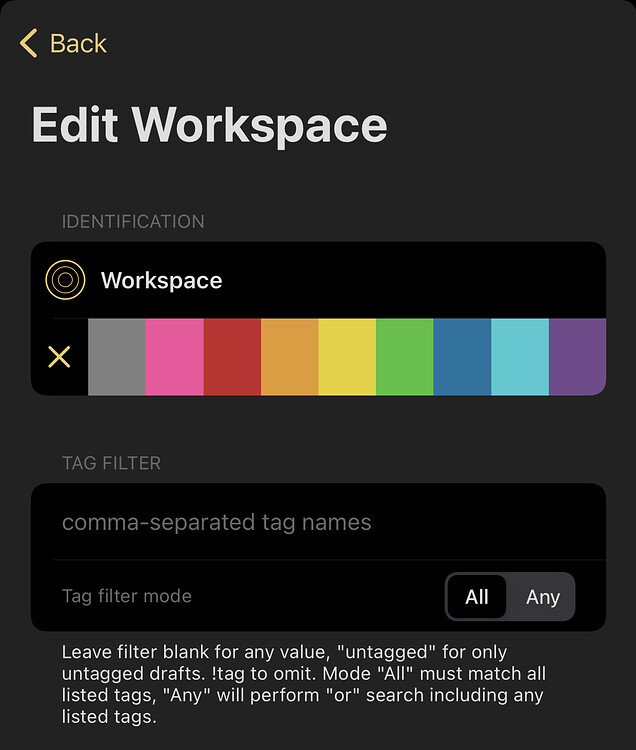 Back
Edit Workspace
IDENTIFICATION
Workspace
TAG FILTER
comma-separated tag names
Tag filter mode All Any
Leave filter blank for any value, "untagged" for only
untagged drafts. !tag to omit. Mode "All" must match all
listed tags, "Any" will perform "or" search including any
listed tags.